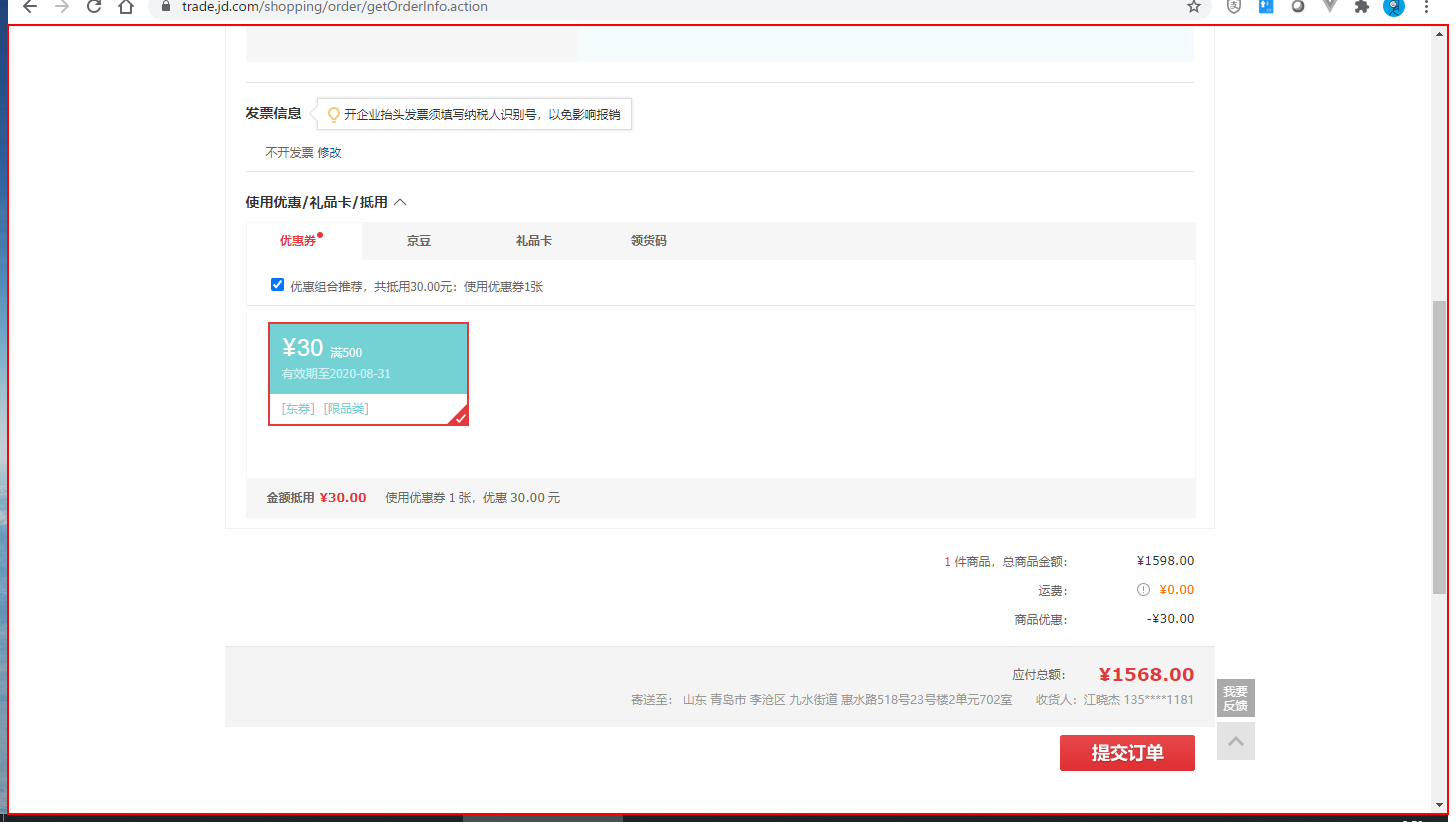 trade.jd.com/shopping/order/getOrderInfo.action
发票信息 开企业抬头发票须填写纳税人识别号，以免影响报销
不开发票 修改
使用优惠/礼品卡/抵用
优惠券 京豆 礼品卡 领货码
优惠组合推荐，共抵用30.00元：使用优惠券1张
¥30 满500
有效期至2020-08-31
[东券] [限品类]
金额抵用 ¥30.00 使用优惠券 1 张，优惠 30.00 元
1 件商品，总商品金额： ¥1598.00
运费： ¥0.00
商品优惠： -¥30.00
应付总额： ¥1568.00
寄送至： 山东 青岛市 李沧区 九水街道 惠水路518号23号楼2单元702室 收货人：江晓杰 135****1181
我要
反馈
提交订单